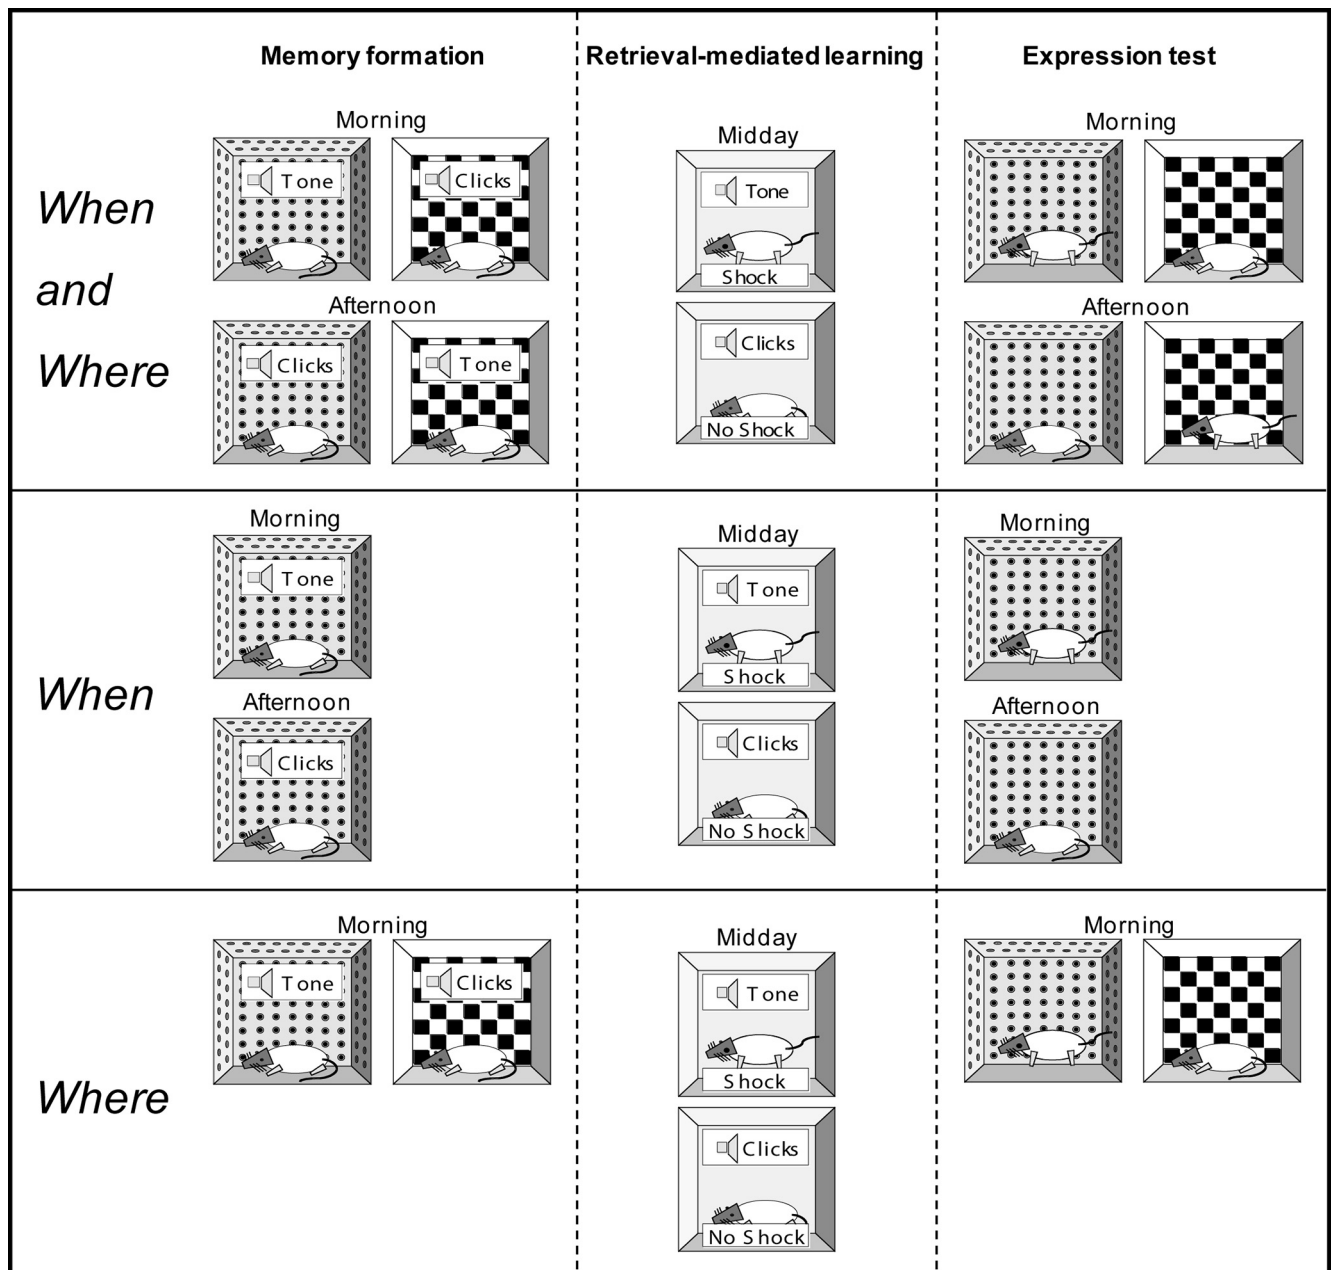 Memory formation
Retrieval-mediated learning
Expression test
When
and
Where
Morning
Tone
Clicks
Afternoon
Clicks
Tone
Midday
Tone
Shock
Clicks
No Shock
Morning
Afternoon
When
Morning
Tone
Afternoon
Clicks
Midday
Tone
Shock
Clicks
No Shock
Morning
Afternoon
Where
Morning
Tone
Clicks
Midday
Tone
Shock
Clicks
No Shock
Morning